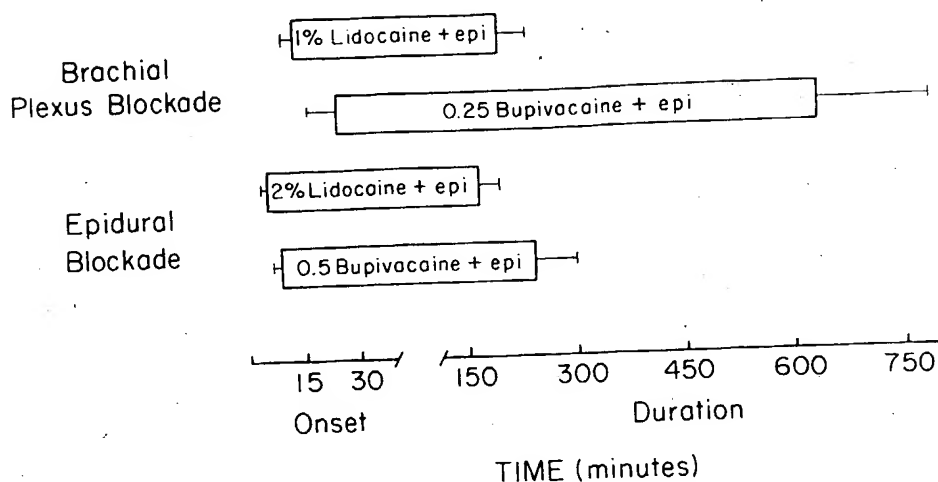 1% Lidocaine + epi
Brachial
Plexus Blockade
0.25 Bupivacaine + epi
2% Lidocaine + epi
Epidural
Blockade
0.5 Bupivacaine + epi
15 30 150 300 450 600 750
Onset Duration
TIME (minutes)